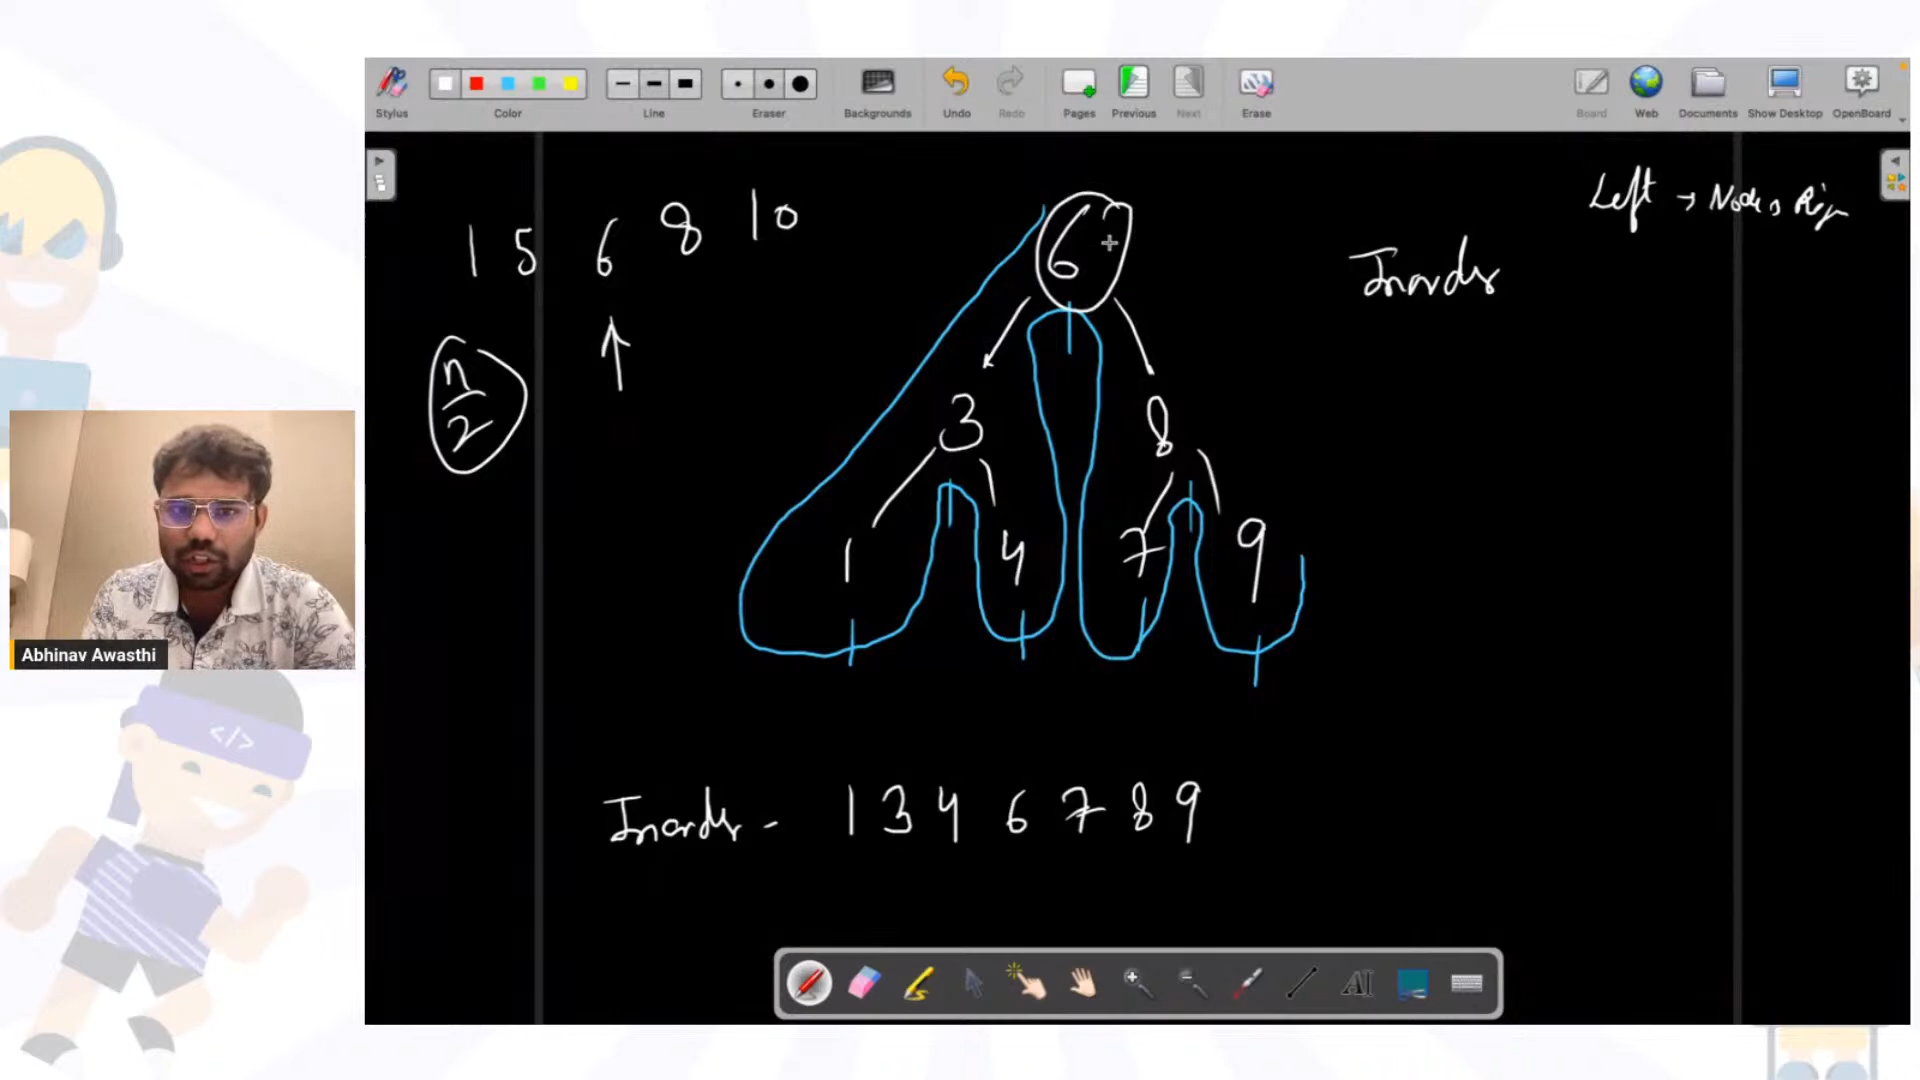 Stylus Color Line Eraser Backgrounds Undo Redo Pages Previous Next Erase Board Web Documents Show Desktop OpenBoard
Left → Node →
1 5 6 8 10
6
Inorder
n
2
3 8
1 4 7 9
Abhinav Awasthi
</>
Inorder - 1 3 4 6 7 8 9
AI